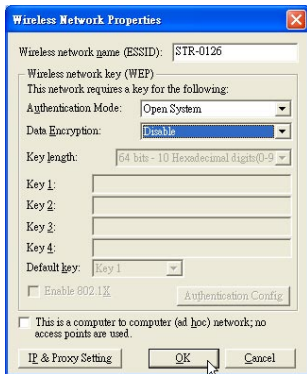 Wireless Network Properties
Wireless network name (ESSID): STR-0126
Wireless network key (WEP)
This network requires a key for the following:
Authentication Mode: Open System
Data Encryption: Disable
Key length: 64 bits - 10 Hexadecimal digits(0-9
Key 1:
Key 2:
Key 3:
Key 4:
Default key: Key 1
Enable 802.1X Authentication Config
This is a computer to computer (ad hoc) network; no
access points are used.
IP & Proxy Setting OK Cancel